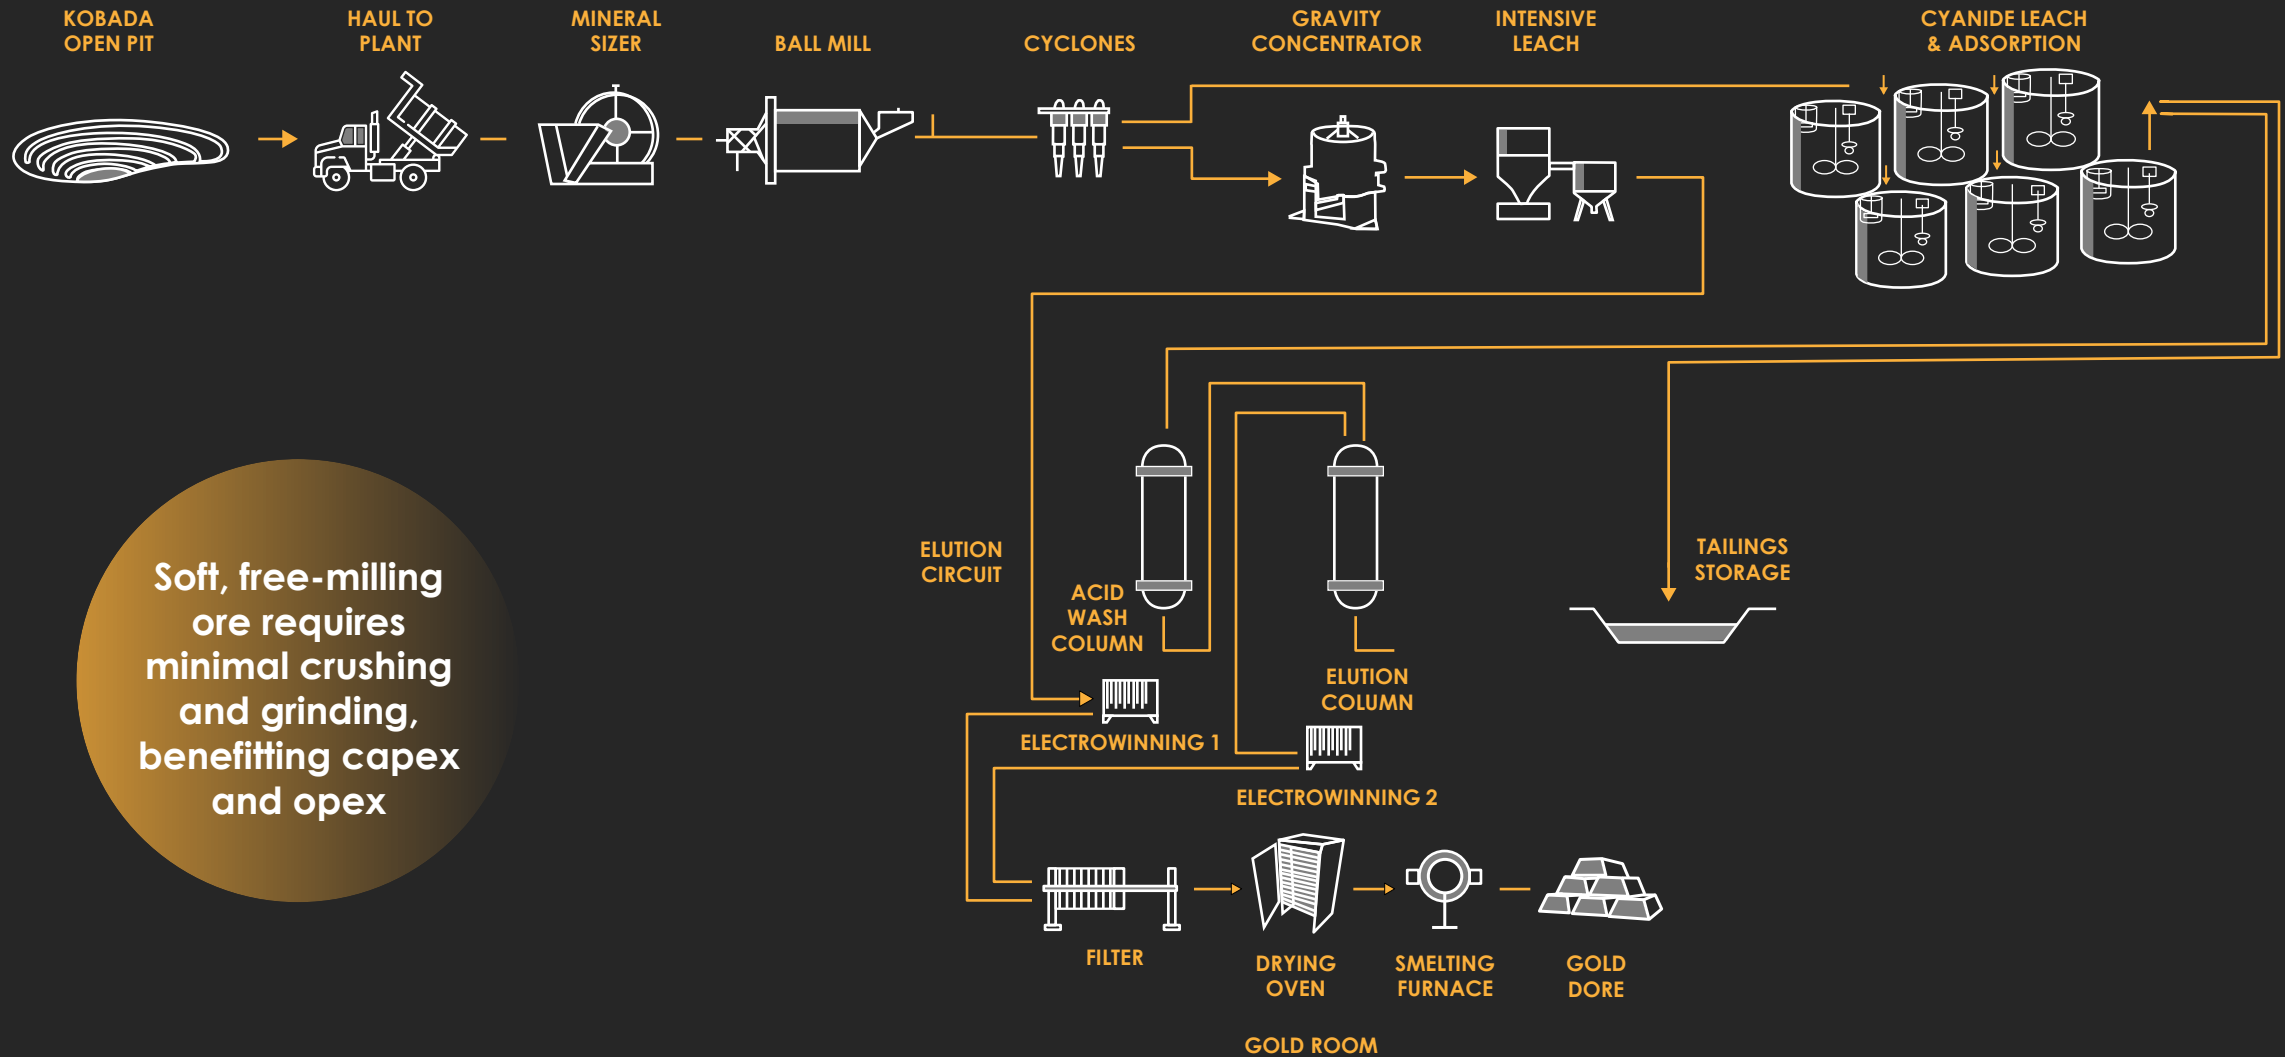 KOBADA
OPEN PIT
HAUL TO
PLANT
MINERAL
SIZER
BALL MILL
CYCLONES
GRAVITY
CONCENTRATOR
INTENSIVE
LEACH
CYANIDE LEACH
& ADSORPTION
Soft, free-milling
ore requires
minimal crushing
and grinding,
benefitting capex
and opex
ELUTION
CIRCUIT
ACID
WASH
COLUMN
ELUTION
COLUMN
TAILINGS
STORAGE
ELECTROWINNING 1
ELECTROWINNING 2
FILTER
DRYING
OVEN
SMELTING
FURNACE
GOLD
DORE
GOLD ROOM